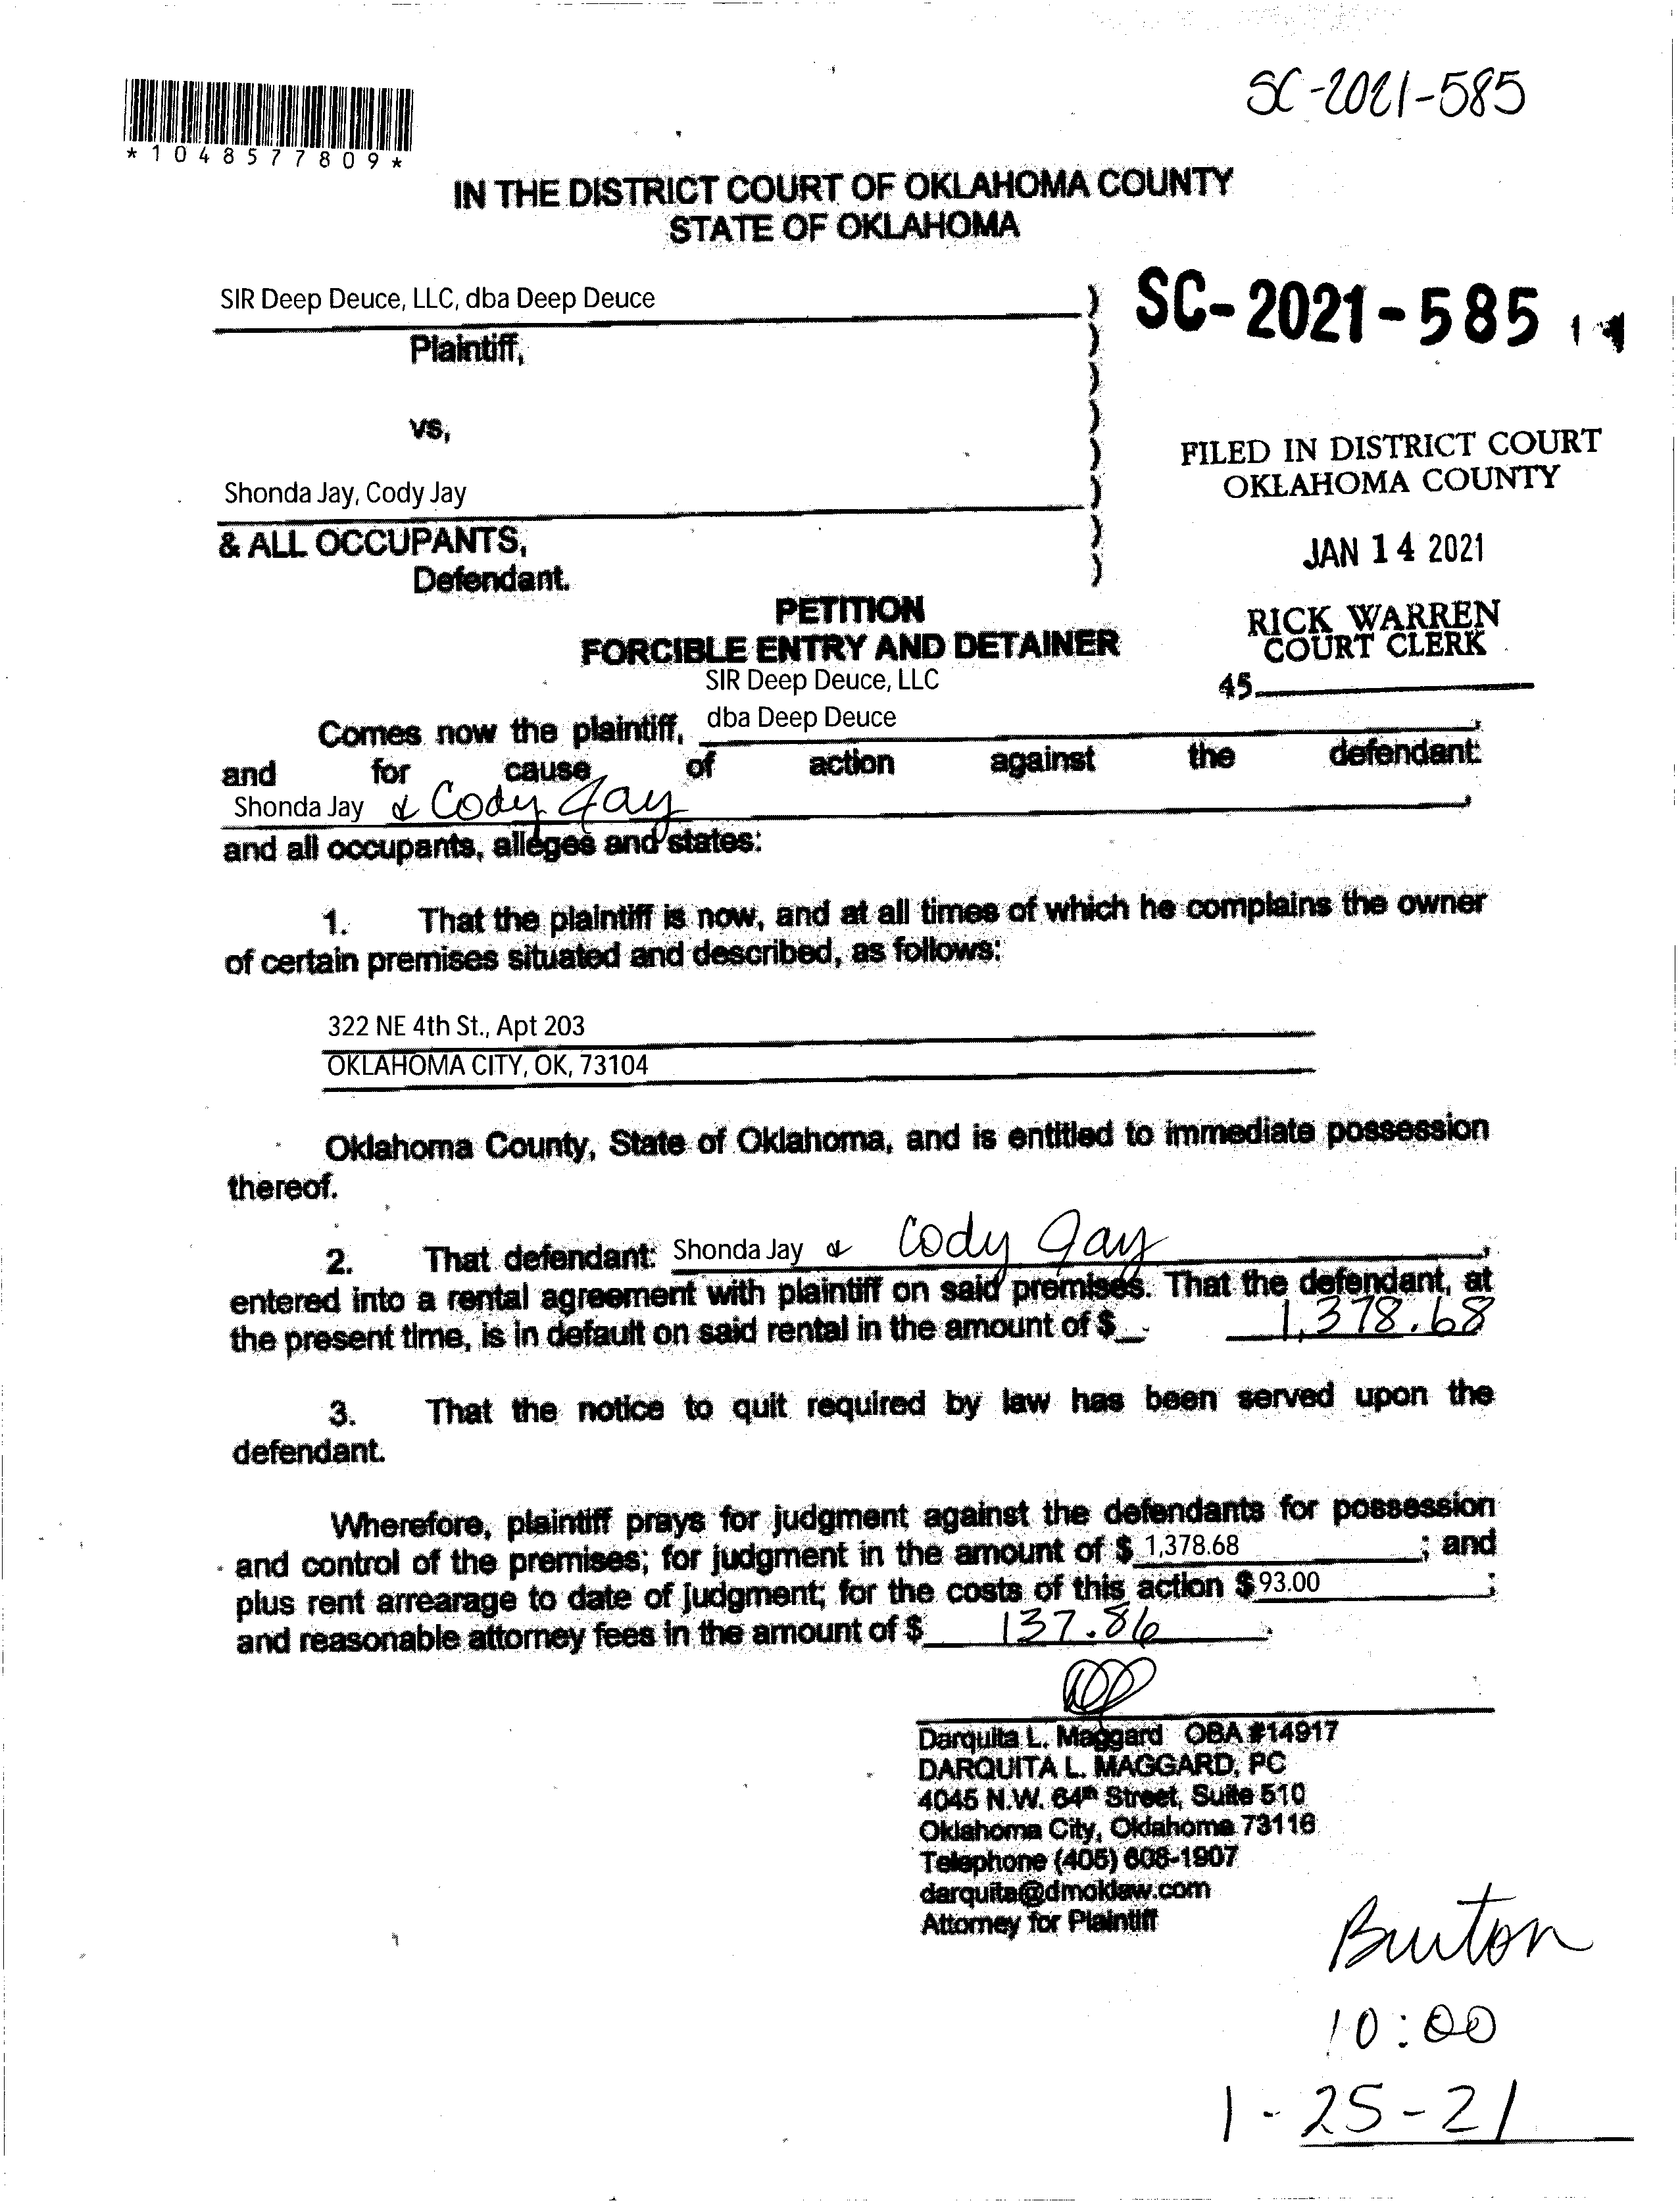 SC-2021-585
*1048577809*
IN THE DISTRICT COURT OF OKLAHOMA COUNTY
STATE OF OKLAHOMA
SIR Deep Deuce, LLC, dba Deep Deuce )
Plaintiff, )
SC-2021-585
vs, )
FILED IN DISTRICT COURT
OKLAHOMA COUNTY
Shonda Jay, Cody Jay )
& ALL OCCUPANTS, )
Defendant. )
JAN 14 2021
PETITION
FORCIBLE ENTRY AND DETAINER
RICK WARREN
COURT CLERK
45
SIR Deep Deuce, LLC
Comes now the plaintiff, dba Deep Deuce,
and for cause of action against the defendant:
Shonda Jay & Cody Jay,
and all occupants, alleges and states:
1. That the plaintiff is now, and at all times of which he complains the owner
of certain premises situated and described, as follows:
322 NE 4th St., Apt 203
OKLAHOMA CITY, OK, 73104
Oklahoma County, State of Oklahoma, and is entitled to immediate possession
thereof.
2. That defendant: Shonda Jay & Cody Jay,
entered into a rental agreement with plaintiff on said premises. That the defendant, at
the present time, is in default on said rental in the amount of $ 1,378.68
3. That the notice to quit required by law has been served upon the
defendant.
Wherefore, plaintiff prays for judgment against the defendants for possession
and control of the premises; for judgment in the amount of $ 1,378.68 ; and
plus rent arrearage to date of judgment; for the costs of this action $ 93.00 ;
and reasonable attorney fees in the amount of $ 137.86.
Darquita L. Maggard OBA #14917
DARQUITA L. MAGGARD, PC
4045 N.W. 64th Street, Suite 510
Oklahoma City, Oklahoma 73116
Telephone (405) 608-1907
darquita@dmoklaw.com
Attorney for Plaintiff
Burton
10:00
1-25-21